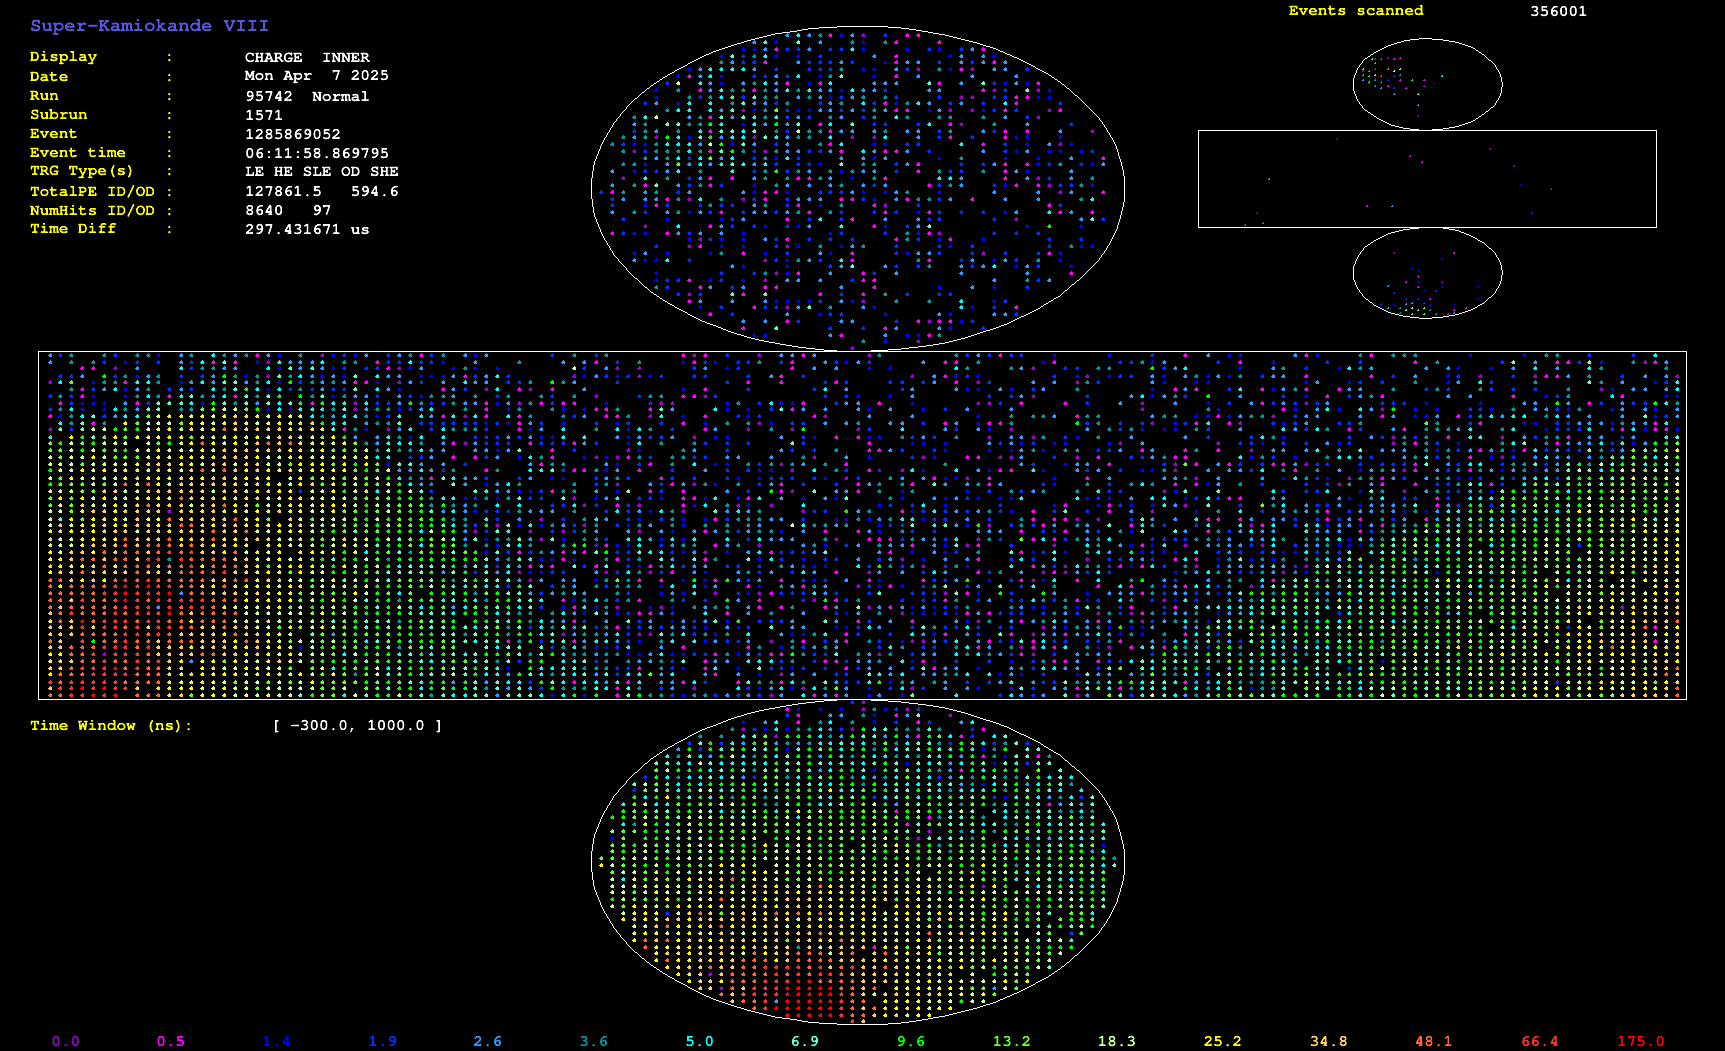 Super-Kamiokande VIII
Events scanned 356001
Display : CHARGE INNER
Date : Mon Apr 7 2025
Run : 95742 Normal
Subrun : 1571
Event : 1285869052
Event time : 06:11:58.869795
TRG Type(s) : LE HE SLE OD SHE
TotalPE ID/OD : 127861.5 594.6
NumHits ID/OD : 8640 97
Time Diff : 297.431671 us
Time Window (ns): [ -300.0, 1000.0 ]
0.0 0.5 1.4 1.9 2.6 3.6 5.0 6.9 9.6 13.2 18.3 25.2 34.8 48.1 66.4 175.0